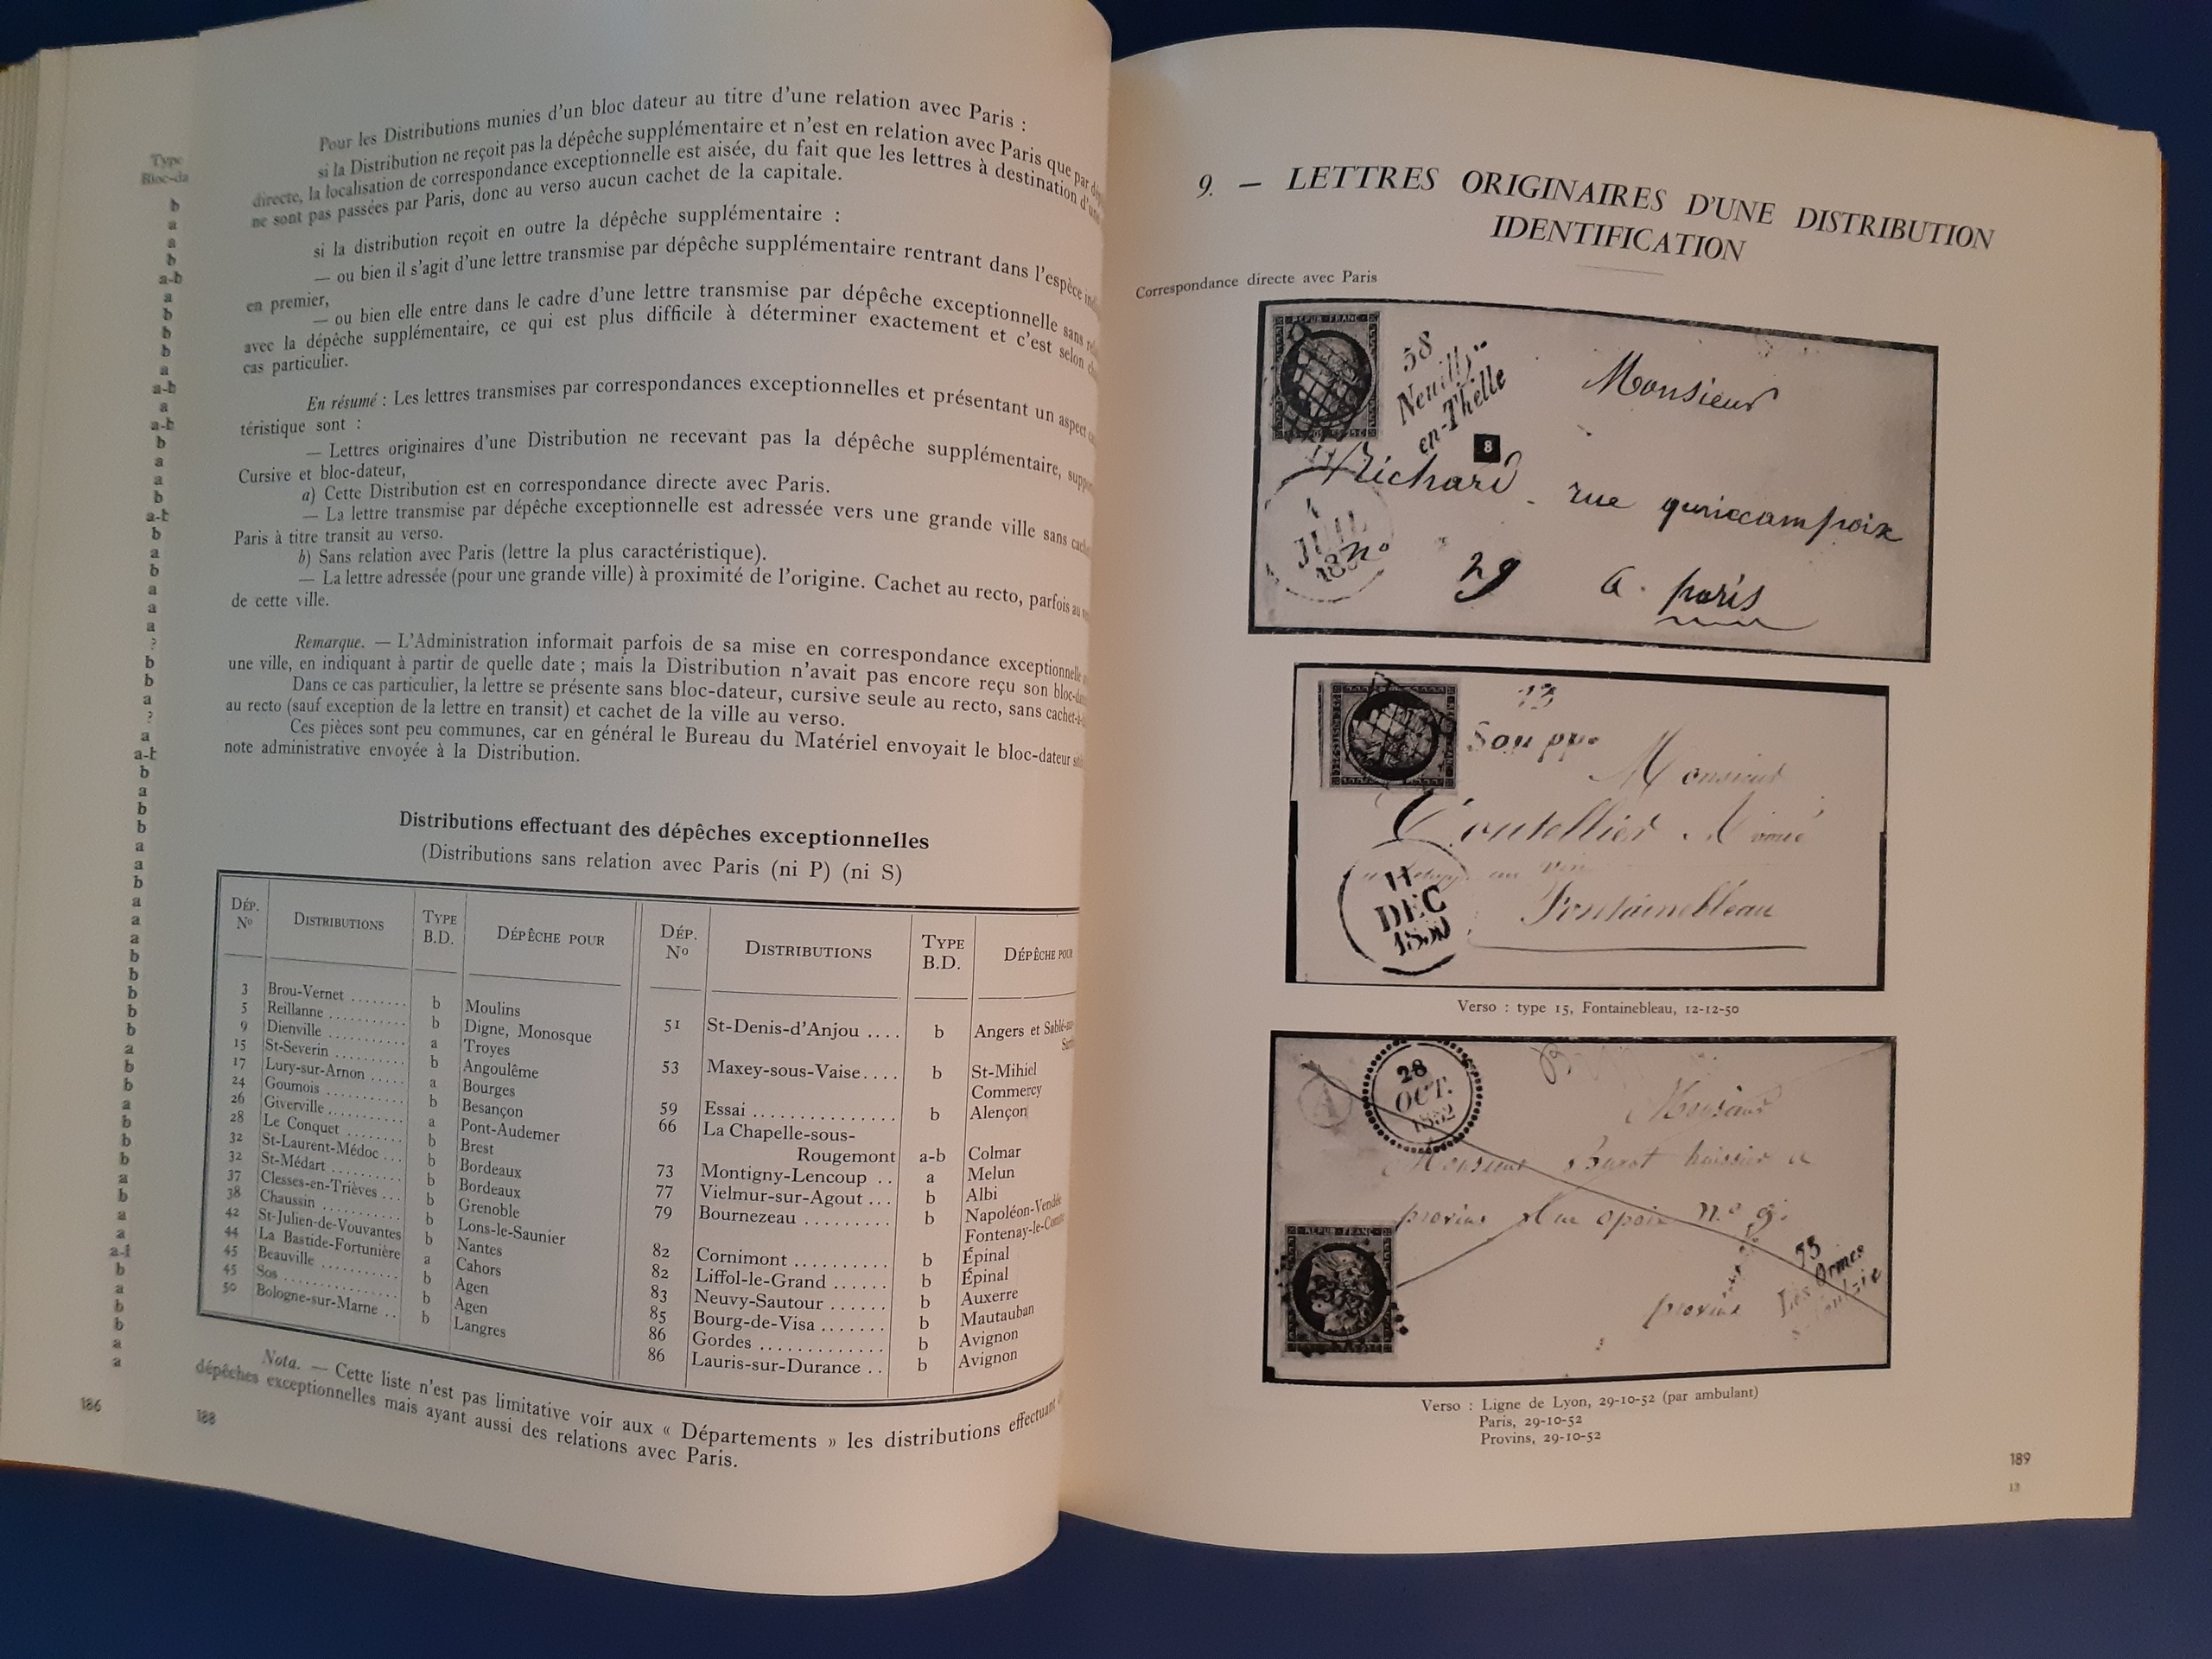 Type
Bloc-da
b
a
a
b
a-b
a
b
b
b
a
a-b
a
a-b
b
a
a
b
a-b
b
a
b
a
a
a
?
b
b
a
?
a
a-b
b
a
b
b
a
a
b
a
a
a
b
b
b
b
b
a
b
b
a
b
b
a
b
a
a
b
a
b
b
a
a
186
Pour les Distributions munies d'un bloc dateur au titre d'une relation avec Paris :
si la Distribution ne reçoit pas la dépêche supplémentaire et n'est en relation avec Paris que par
directe, la localisation de correspondance exceptionnelle est aisée, du fait que les lettres à destination
ne sont pas passées par Paris, donc au verso aucun cachet de la capitale.
si la distribution reçoit en outre la dépêche supplémentaire :
— ou bien il s'agit d'une lettre transmise par dépêche supplémentaire rentrant dans l'espèce
en premier,
— ou bien elle entre dans le cadre d'une lettre transmise par dépêche exceptionnelle sans
avec la dépêche supplémentaire, ce qui est plus difficile à déterminer exactement et c'est selon
cas particulier.
En résumé : Les lettres transmises par correspondances exceptionnelles et présentant un aspect
téristique sont :
— Lettres originaires d'une Distribution ne recevant pas la dépêche supplémentaire,
Cursive et bloc-dateur,
a) Cette Distribution est en correspondance directe avec Paris.
— La lettre transmise par dépêche exceptionnelle est adressée vers une grande ville sans
Paris à titre transit au verso.
b) Sans relation avec Paris (lettre la plus caractéristique).
— La lettre adressée (pour une grande ville) à proximité de l'origine. Cachet au recto, parfois au
de cette ville.
Remarque. — L'Administration informait parfois de sa mise en correspondance exceptionnelle
une ville, en indiquant à partir de quelle date ; mais la Distribution n'avait pas encore reçu son
Dans ce cas particulier, la lettre se présente sans bloc-dateur, cursive seule au recto, sans
au recto (sauf exception de la lettre en transit) et cachet de la ville au verso.
Ces pièces sont peu communes, car en général le Bureau du Matériel envoyait le bloc-dateur
note administrative envoyée à la Distribution.
Distributions effectuant des dépêches exceptionnelles
(Distributions sans relation avec Paris (ni P) (ni S)
DÉP. N° DISTRIBUTIONS TYPE B.D. DÉPÊCHE POUR
3 Brou-Vernet ........ b Moulins
5 Reillanne .......... b Digne, Monosque
9 Dienville ........... a Troyes
15 St-Severin ......... b Angoulême
17 Lury-sur-Arnon ..... a Bourges
24 Goumois ........... b Besançon
26 Giverville ........... a Pont-Audemer
28 Le Conquet ........ b Brest
32 St-Laurent-Médoc ... b Bordeaux
32 St-Médart .......... b Bordeaux
37 Clesses-en-Trièves ... b Grenoble
38 Chaussin ........... b Lons-le-Saunier
42 St-Julien-de-Vouvantes b Nantes
44 La Bastide-Fortunière a Cahors
45 Beauville ........... b Agen
45 Sos ............... b Agen
50 Bologne-sur-Marne .. b Langres
DÉP. N° DISTRIBUTIONS TYPE B.D. DÉPÊCHE POUR
51 St-Denis-d'Anjou .... b Angers et
53 Maxey-sous-Vaise.... b St-Mihiel
Commercy
59 Essai ............... b Alençon
66 La Chapelle-sous-
Rougemont a-b Colmar
73 Montigny-Lencoup .. a Melun
77 Vielmur-sur-Agout ... b Albi
79 Bournezeau ......... b Napoléon-Vendée
82 Cornimont .......... b Épinal
82 Liffol-le-Grand ...... b Épinal
83 Neuvy-Sautour ...... b Auxerre
85 Bourg-de-Visa ....... b Mautauban
86 Gordes ............. b Avignon
86 Lauris-sur-Durance .. b Avignon
Nota. — Cette liste n'est pas limitative voir aux « Départements » les distributions effectuant
dépêches exceptionnelles mais ayant aussi des relations avec Paris.
188
9. — LETTRES ORIGINAIRES D'UNE DISTRIBUTION
IDENTIFICATION
Correspondance directe avec Paris
REPUB FRANC
58
Neuilly-
en-Thelle
8
Monsieur
Richard - rue quincampoix
JUIL
n°
29 a paris
Souppe
Monsieur
Coutellier
11
DEC
1850
Fontainebleau
Verso : type 15, Fontainebleau, 12-12-50
A
28
OCT.
1852
Monsieur
Monsieur huissier a
provins n° 9.
REPUB FRANC
provins
Les Ormes
Verso : Ligne de Lyon, 29-10-52 (par ambulant)
Paris, 29-10-52
Provins, 29-10-52
189
13